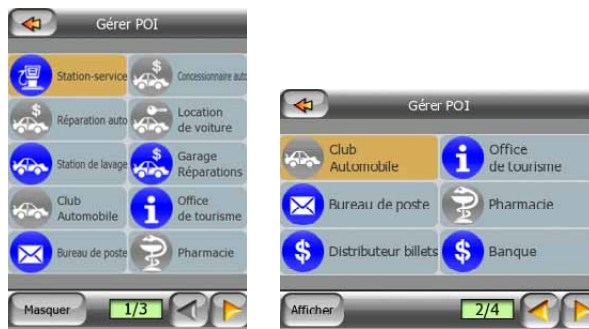 Gérer POI
Station-service
Concessionnaire auto
Réparation auto
Location
de voiture
Station de lavage
Garage
Réparations
Club
Automobile
Office
de tourisme
Bureau de poste
Pharmacie
Masquer
1/3
Gérer POI
Club
Automobile
Office
de tourisme
Bureau de poste
Pharmacie
Distributeur billets
Banque
Afficher
2/4